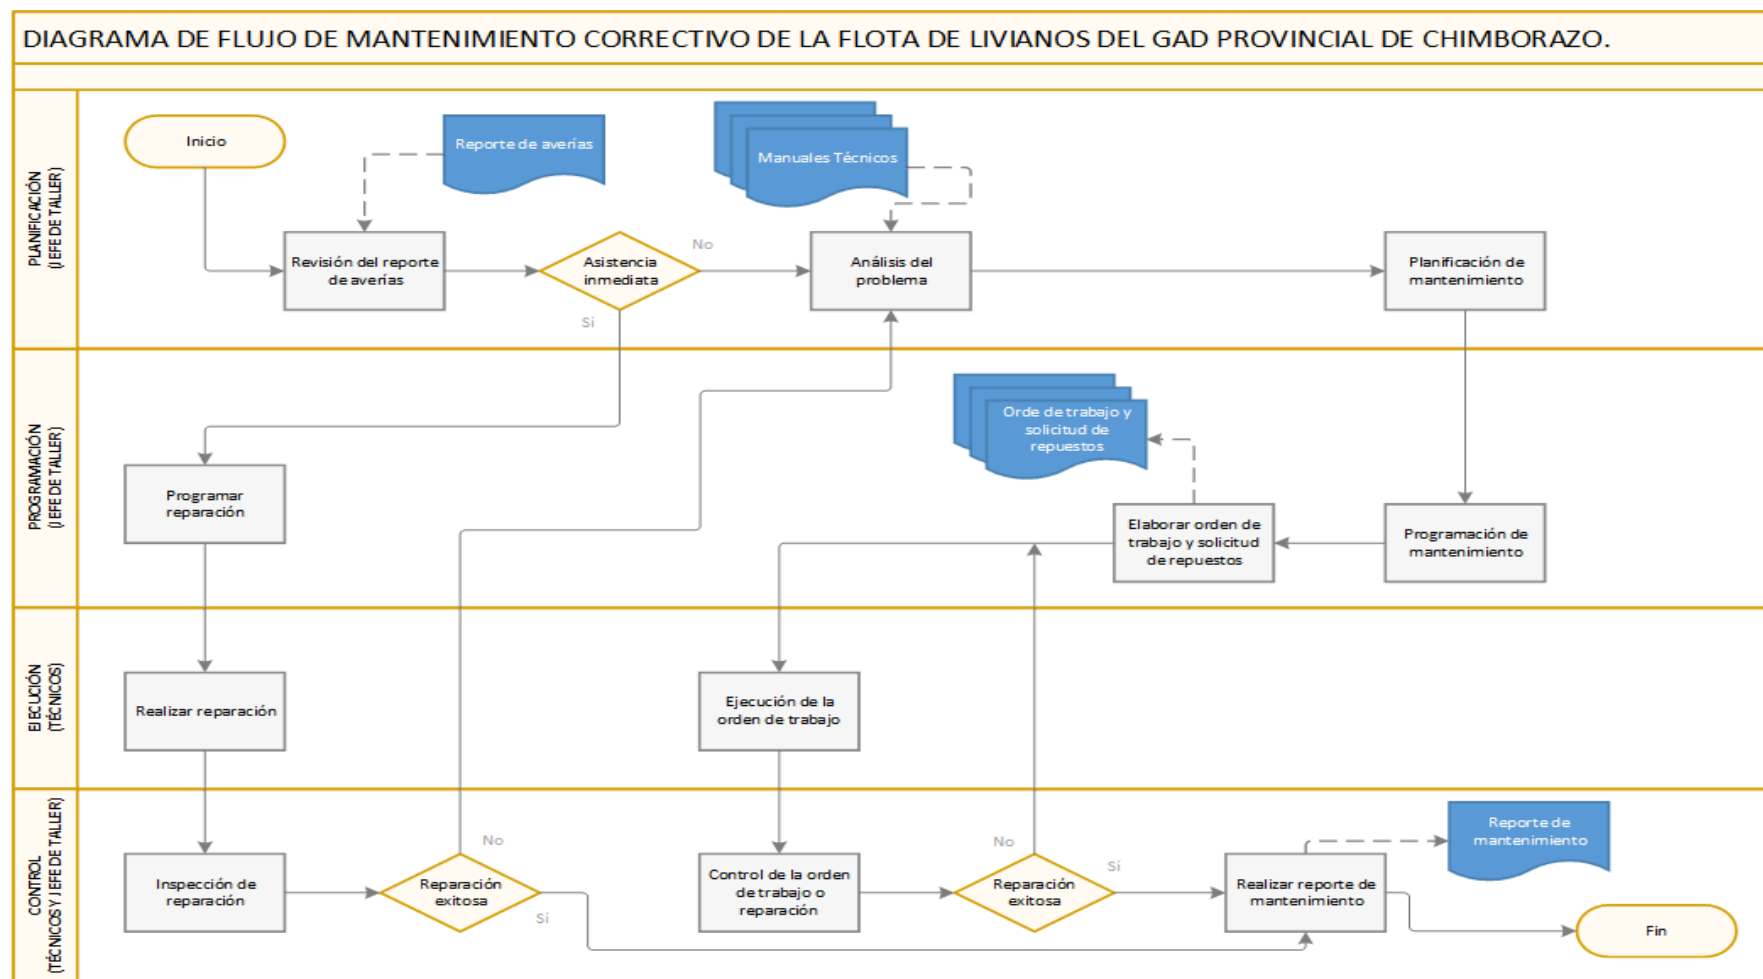 DIAGRAMA DE FLUJO DE MANTENIMIENTO CORRECTIVO DE LA FLOTA DE LIVIANOS DEL GAD PROVINCIAL DE CHIMBORAZO.
PLANIFICACIÓN
(JEFE DE TALLER)
Inicio
Reporte de averías
Manuales Técnicos
Revisión del reporte
de averías
Asistencia
inmediata
No
Sí
Análisis del
problema
Planificación de
mantenimiento
PROGRAMACIÓN
(JEFE DE TALLER)
Orde de trabajo y
solicitud de
repuestos
Programar
reparación
Elaborar orden de
trabajo y solicitud
de repuestos
Programación de
mantenimiento
EJECUCIÓN
(TÉCNICOS)
Realizar reparación
Ejecución de la
orden de trabajo
CONTROL
(TÉCNICOS Y JEFE DE TALLER)
Inspección de
reparación
No
Reparación
exitosa
Sí
Control de la orden
de trabajo o
reparación
No
Reparación
exitosa
Sí
Realizar reporte de
mantenimiento
Reporte de
mantenimiento
Fin